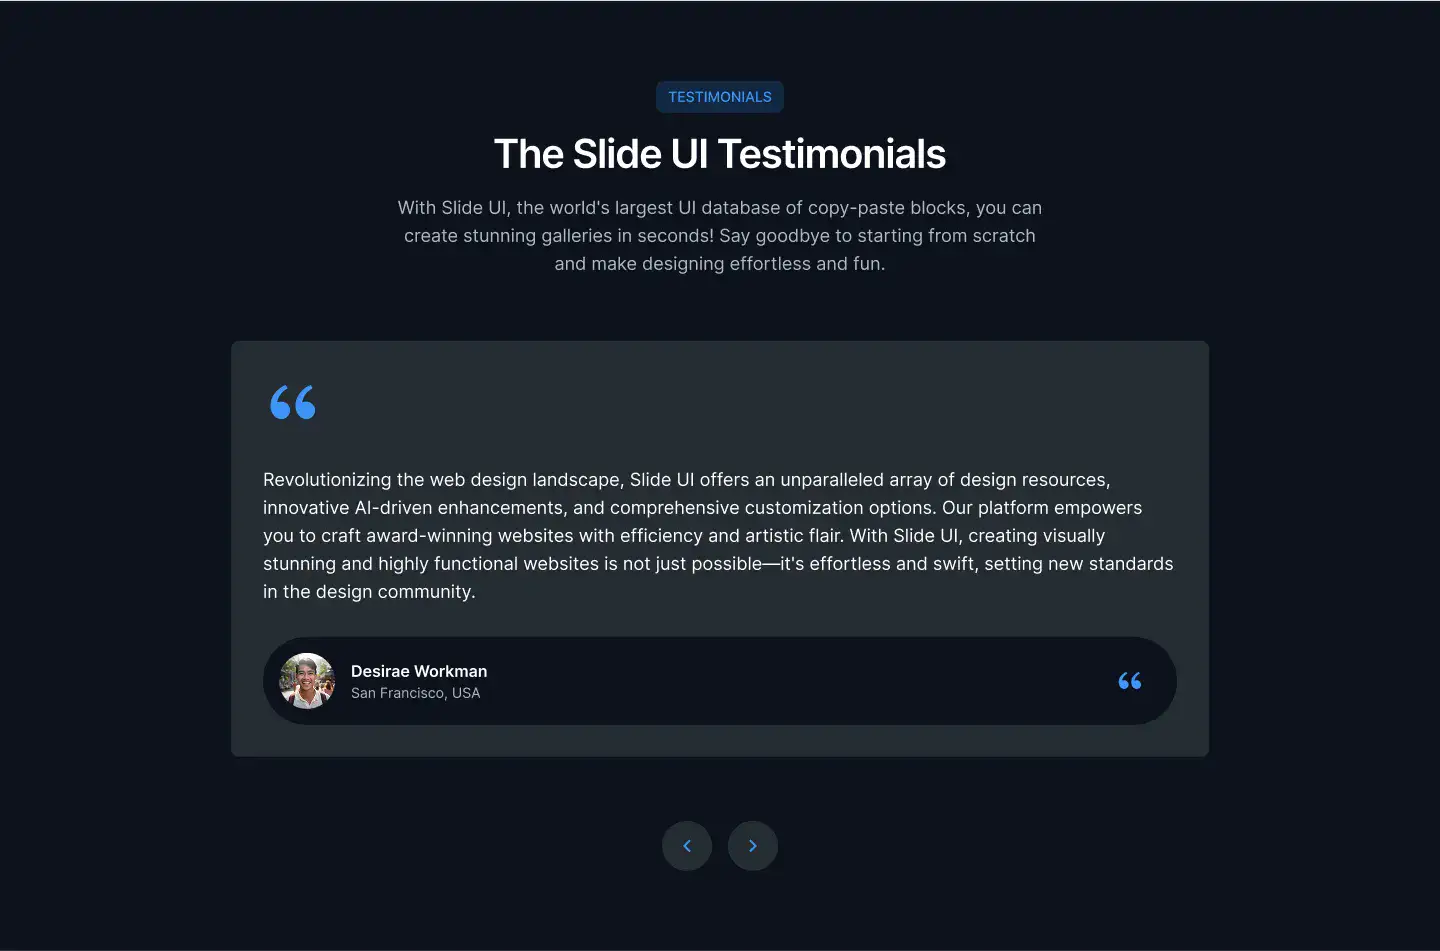 TESTIMONIALS
The Slide UI Testimonials
With Slide UI, the world's largest UI database of copy-paste blocks, you can
create stunning galleries in seconds! Say goodbye to starting from scratch
and make designing effortless and fun.
“
Revolutionizing the web design landscape, Slide UI offers an unparalleled array of design resources,
innovative AI-driven enhancements, and comprehensive customization options. Our platform empowers
you to craft award-winning websites with efficiency and artistic flair. With Slide UI, creating visually
stunning and highly functional websites is not just possible—it's effortless and swift, setting new standards
in the design community.
Desirae Workman
San Francisco, USA
“